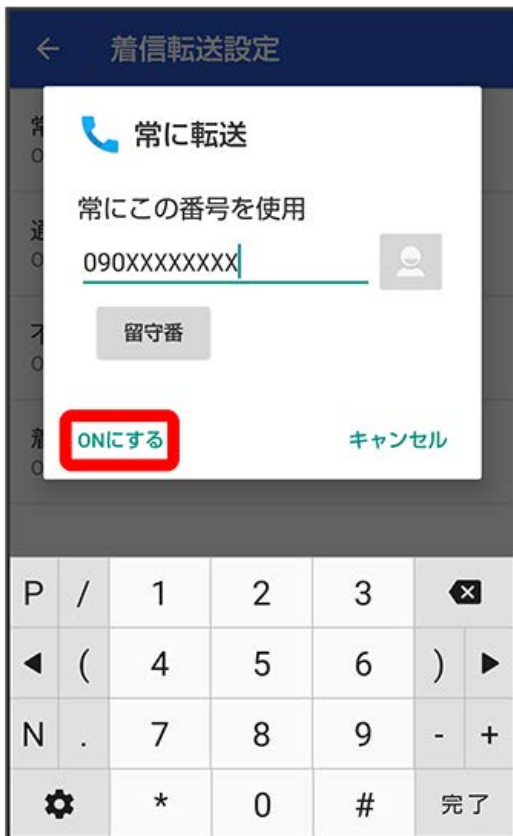 着信転送設定
常に転送
常にこの番号を使用
090XXXXXXXX
留守番
ONにする キャンセル
P / 1 2 3
( 4 5 6 )
N . 7 8 9 - +
* 0 # 完了